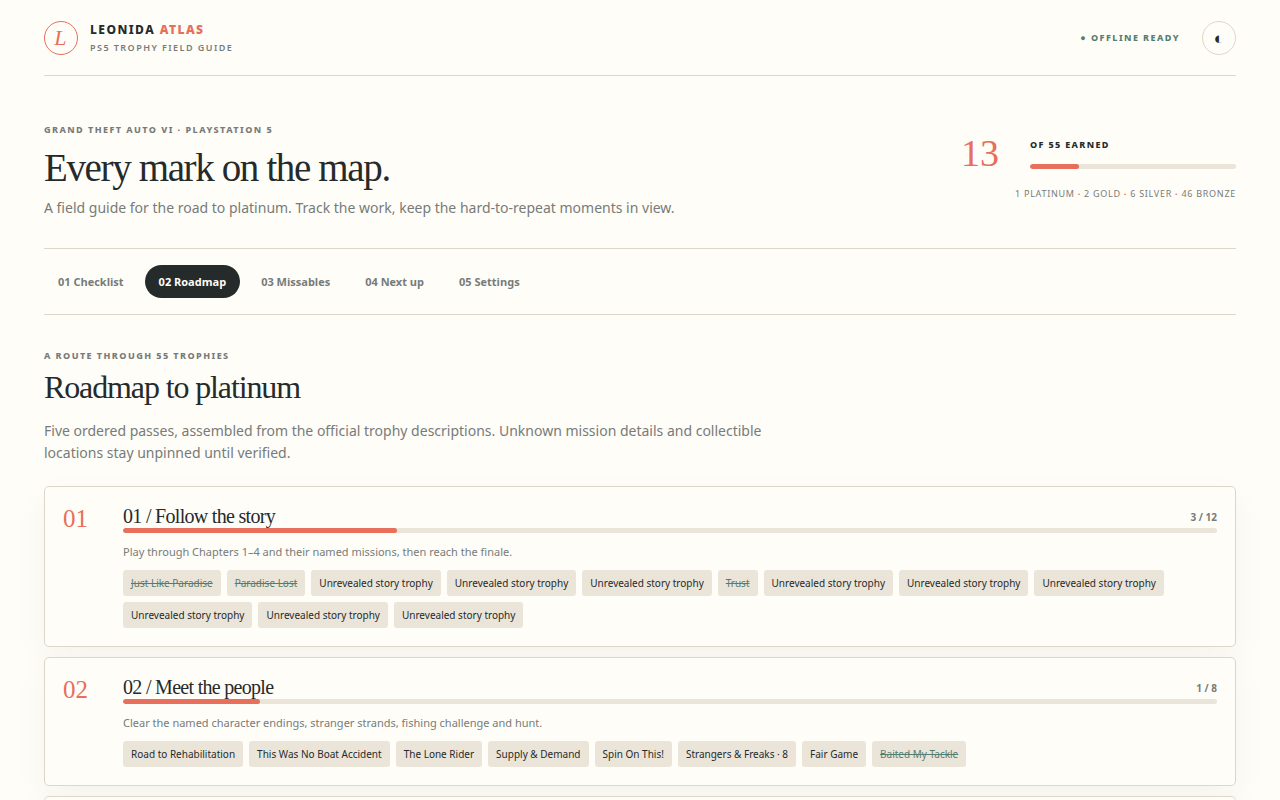 L
LEONIDA ATLAS
PS5 TROPHY FIELD GUIDE
• OFFLINE READY
GRAND THEFT AUTO VI · PLAYSTATION 5
Every mark on the map.
A field guide for the road to platinum. Track the work, keep the hard-to-repeat moments in view.
13
OF 55 EARNED
1 PLATINUM · 2 GOLD · 6 SILVER · 46 BRONZE
01 Checklist
02 Roadmap
03 Missables
04 Next up
05 Settings
A ROUTE THROUGH 55 TROPHIES
Roadmap to platinum
Five ordered passes, assembled from the official trophy descriptions. Unknown mission details and collectible
locations stay unpinned until verified.
01
01 / Follow the story
3 / 12
Play through Chapters 1–4 and their named missions, then reach the finale.
Just Like Paradise Paradise Lost Unrevealed story trophy Unrevealed story trophy Unrevealed story trophy Trust Unrevealed story trophy Unrevealed story trophy Unrevealed story trophy
Unrevealed story trophy Unrevealed story trophy Unrevealed story trophy
02
02 / Meet the people
1 / 8
Clear the named character endings, stranger strands, fishing challenge and hunt.
Road to Rehabilitation This Was No Boat Accident The Lone Rider Supply & Demand Spin On This! Strangers & Freaks · 8 Fair Game Baited My Tackle